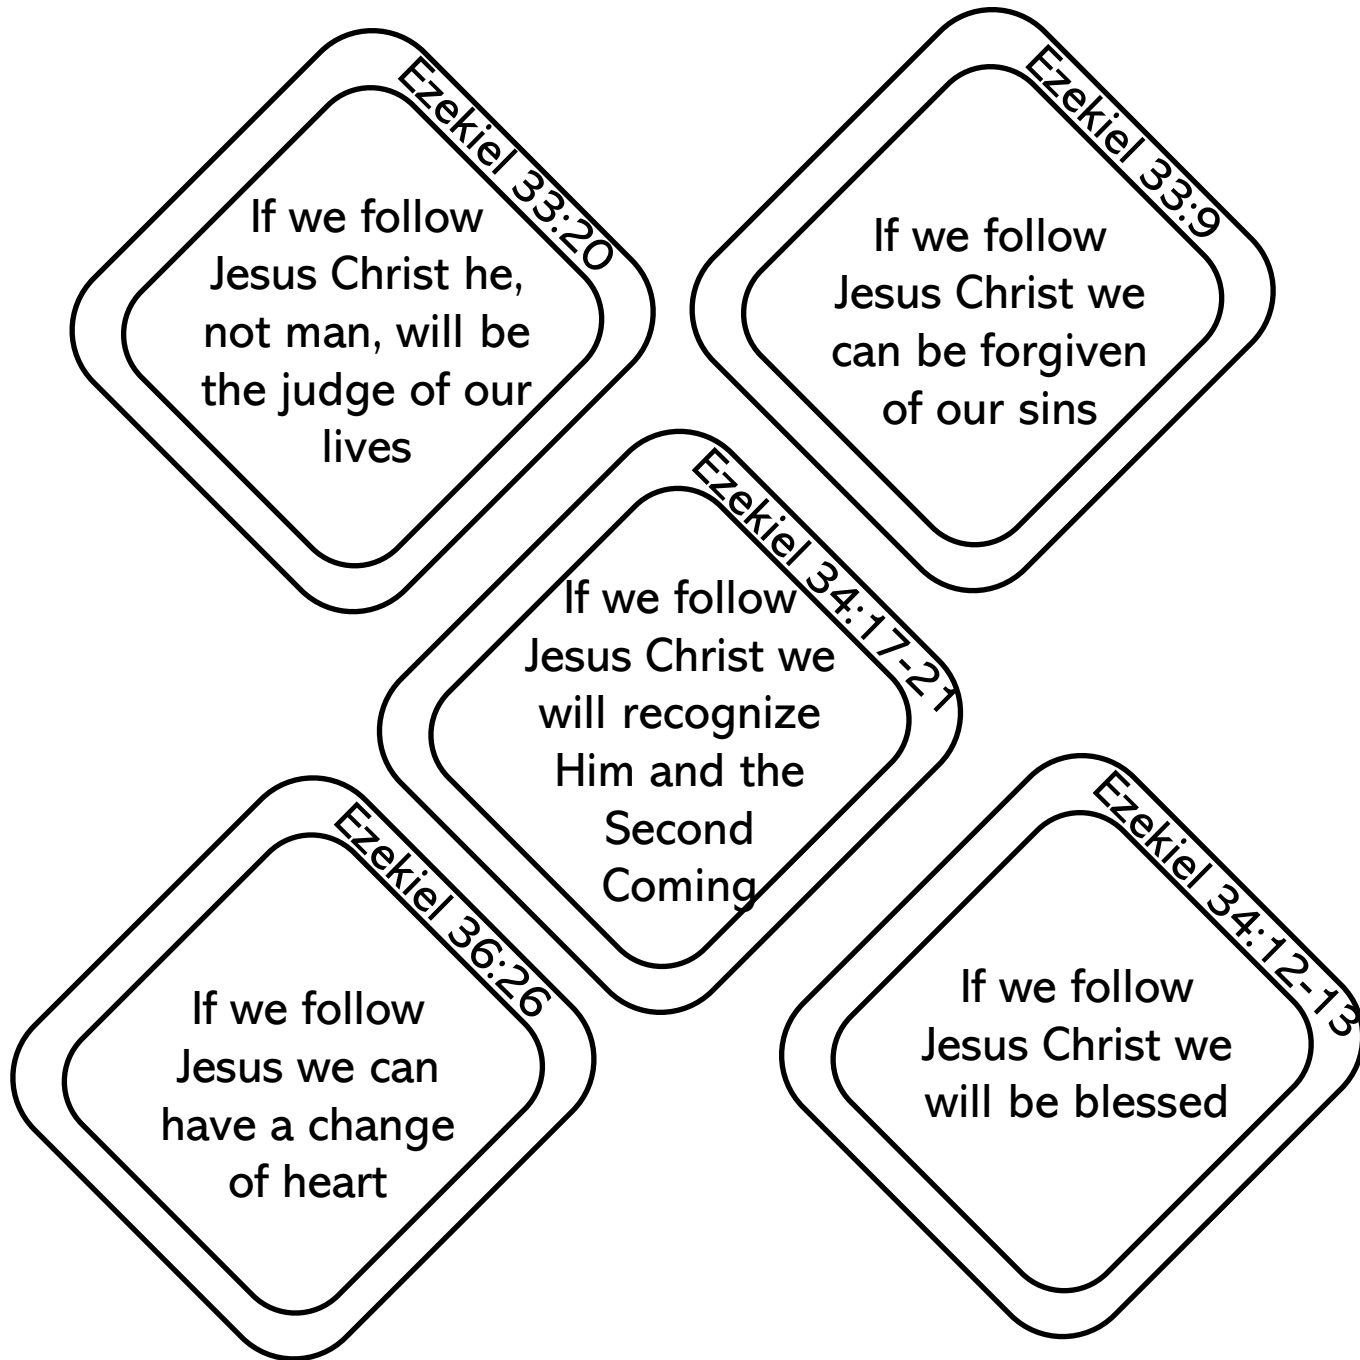 Ezekiel 33:20
If we follow
Jesus Christ he,
not man, will be
the judge of our
lives
Ezekiel 33:9
If we follow
Jesus Christ we
can be forgiven
of our sins
Ezekiel 34:17-21
If we follow
Jesus Christ we
will recognize
Him and the
Second
Coming
Ezekiel 36:26
If we follow
Jesus we can
have a change
of heart
Ezekiel 34:12-13
If we follow
Jesus Christ we
will be blessed